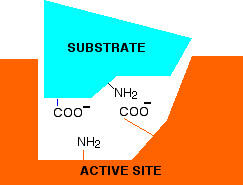 SUBSTRATE
NH₂
COO⁻
COO⁻
NH₂
ACTIVE SITE